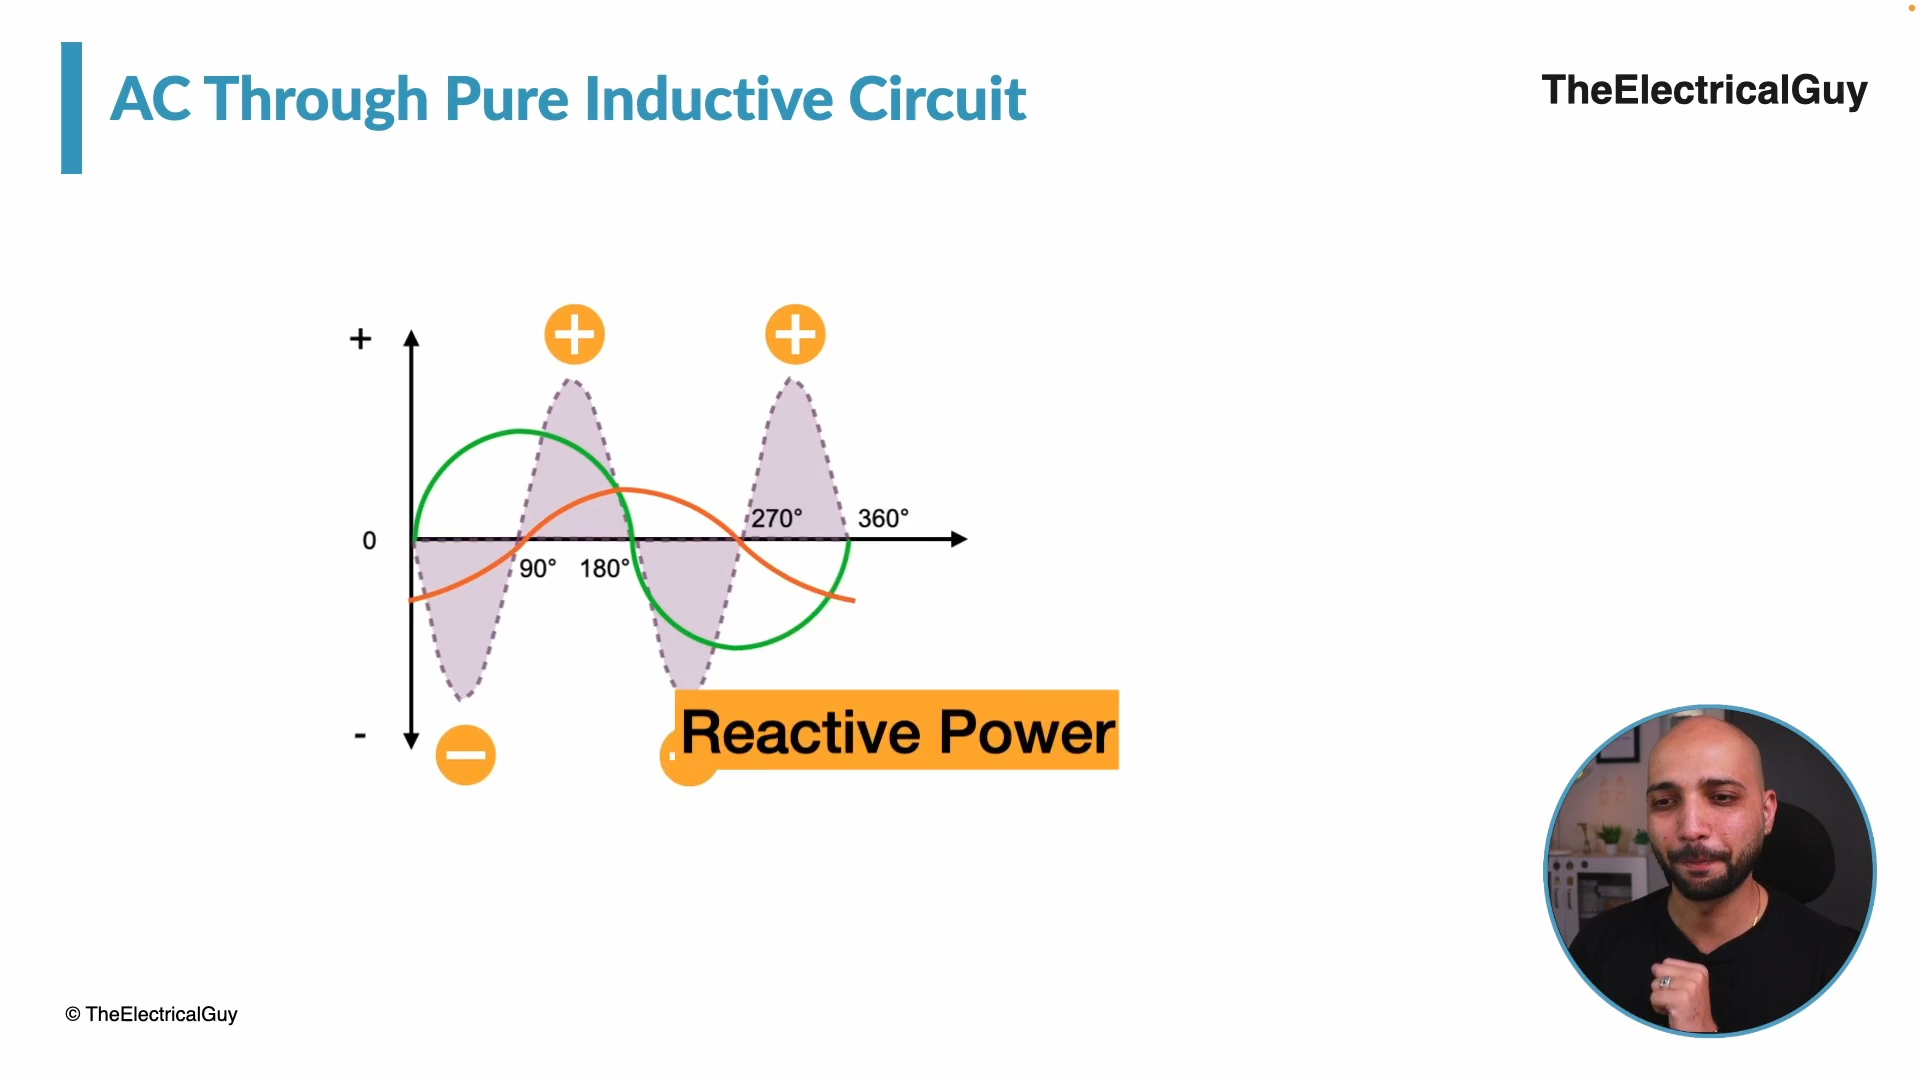 AC Through Pure Inductive Circuit
TheElectricalGuy
+
0
90°
180°
270°
360°
-
Reactive Power
© TheElectricalGuy